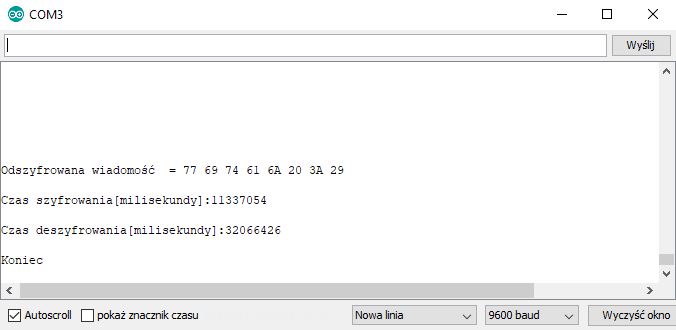 COM3
Wyślij
Odszyfrowana wiadomość  = 77 69 74 61 6A 20 3A 29
Czas szyfrowania[milisekundy]:11337054
Czas deszyfrowania[milisekundy]:32066426
Koniec
Autoscroll pokaż znacznik czasu Nowa linia 9600 baud Wyczyść okno